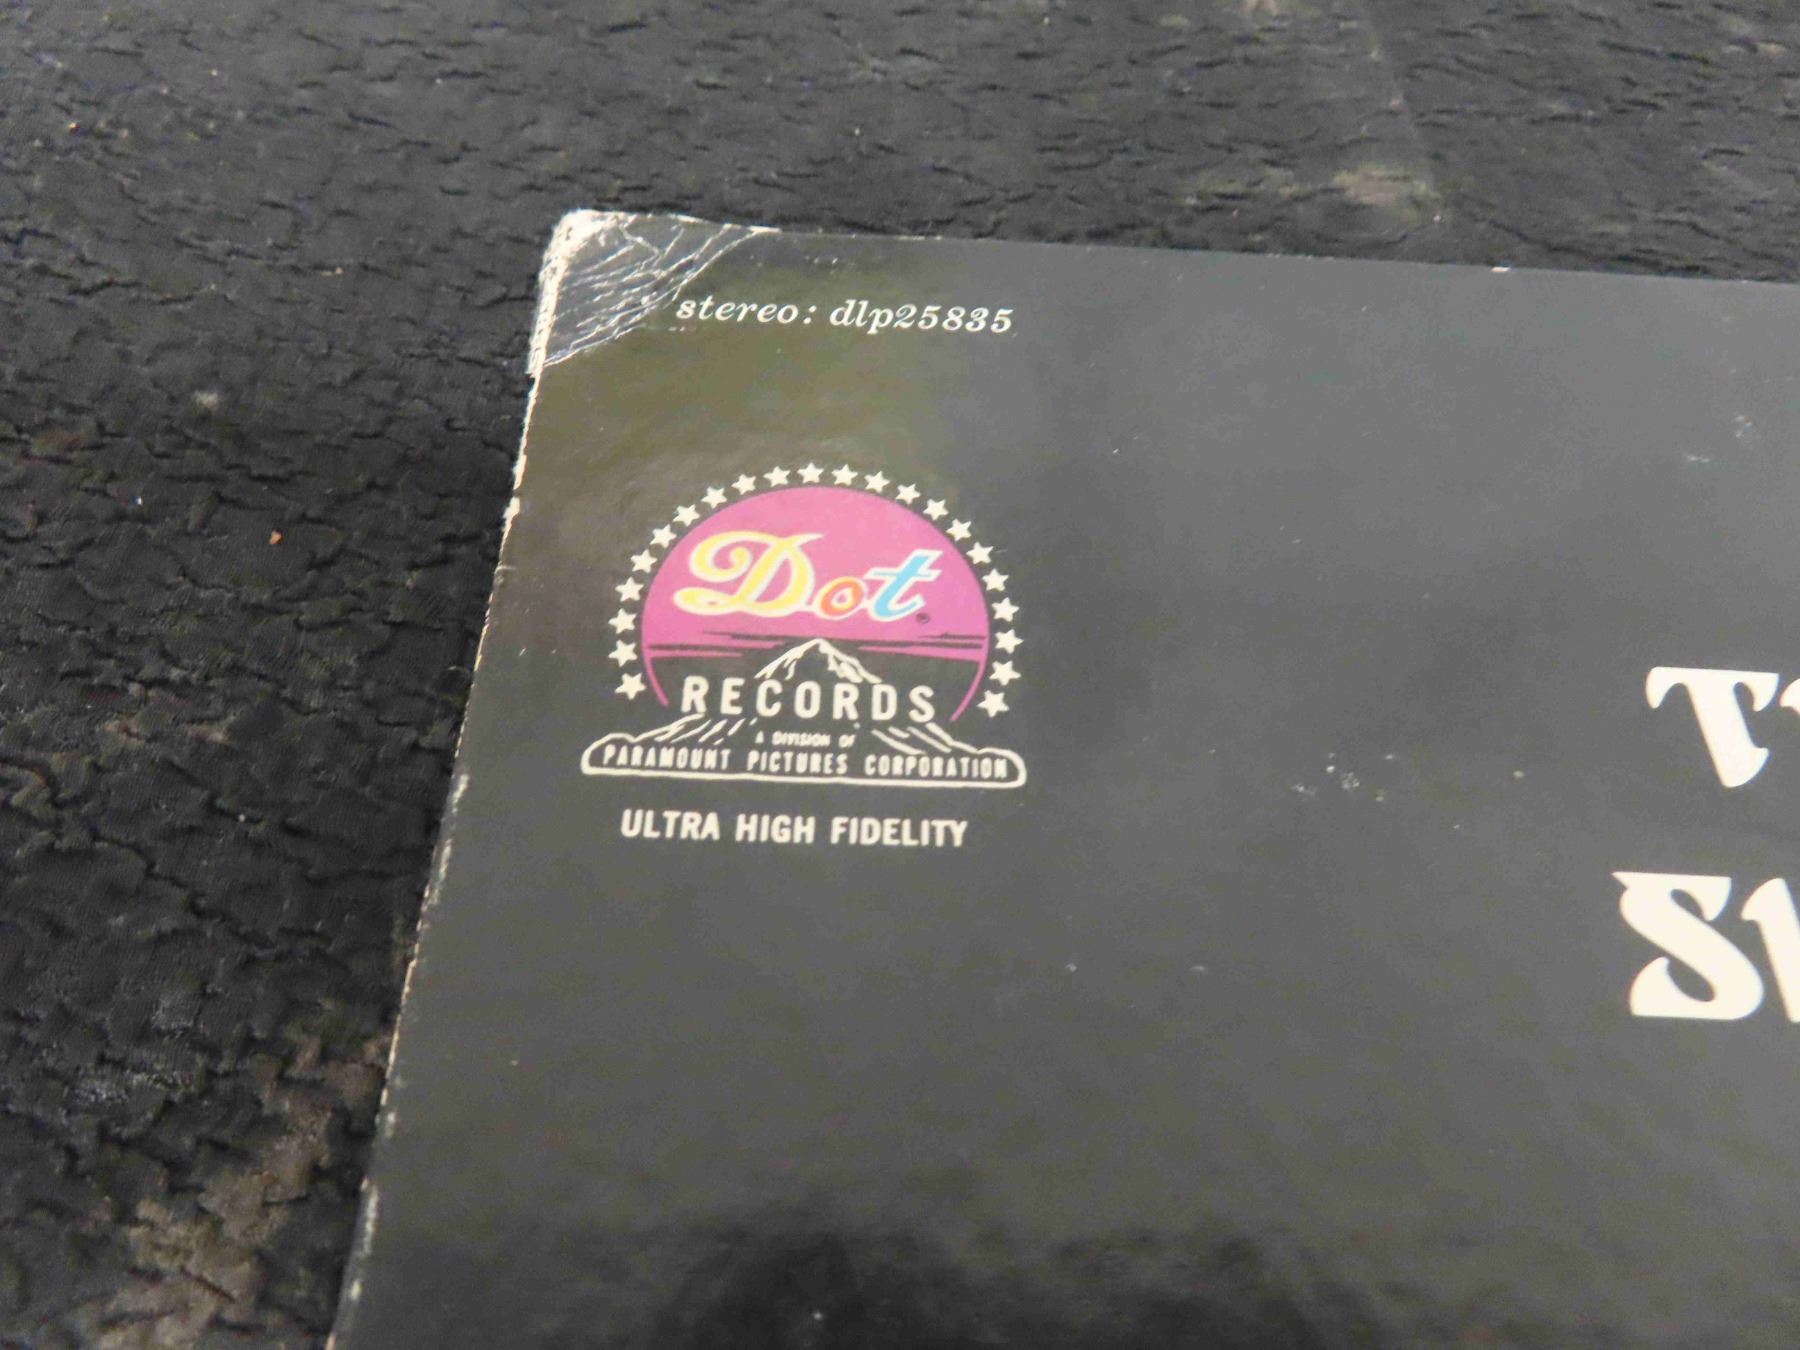 stereo: dlp25835
Dot®
RECORDS
A DIVISION OF
PARAMOUNT PICTURES CORPORATION
ULTRA HIGH FIDELITY